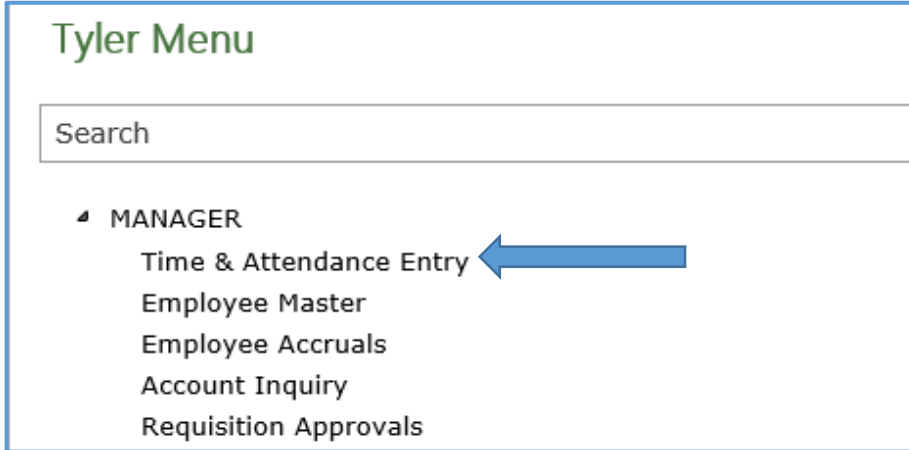 Tyler Menu
Search
MANAGER
Time & Attendance Entry
Employee Master
Employee Accruals
Account Inquiry
Requisition Approvals